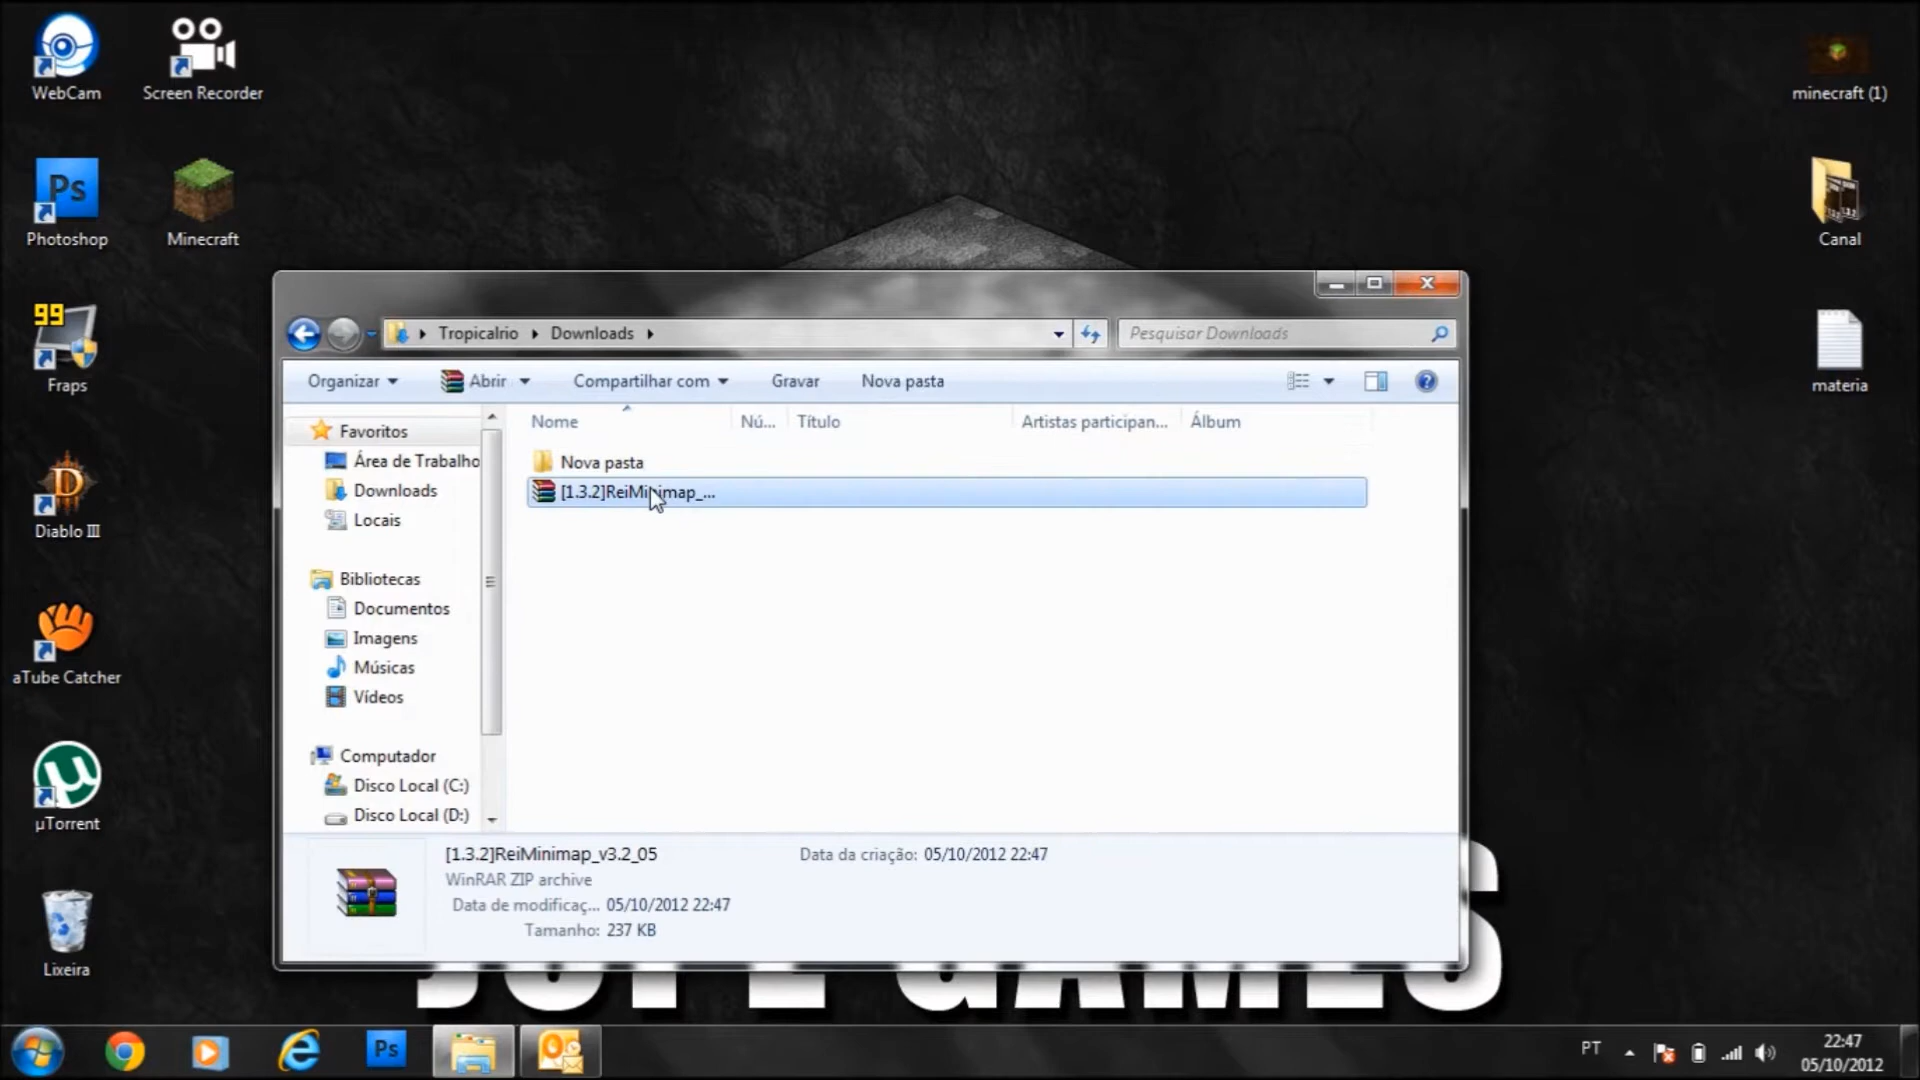 WebCam
Screen Recorder
minecraft (1)
Ps
Photoshop
Minecraft
Canal
99
Fraps
materia
Diablo III
aTube Catcher
µTorrent
Lixeira
Tropicalrio
Downloads
Pesquisar Downloads
Organizar
Abrir
Compartilhar com
Gravar
Nova pasta
Favoritos
Área de Trabalho
Downloads
Locais
Bibliotecas
Documentos
Imagens
Músicas
Vídeos
Computador
Disco Local (C:)
Disco Local (D:)
Nome
Nú...
Título
Artistas participan...
Álbum
Nova pasta
[1.3.2]ReiMinimap_...
[1.3.2]ReiMinimap_v3.2_05
Data da criação: 05/10/2012 22:47
WinRAR ZIP archive
Data de modificaç... 05/10/2012 22:47
Tamanho: 237 KB
GAMES
Ps
PT
22:47
05/10/2012